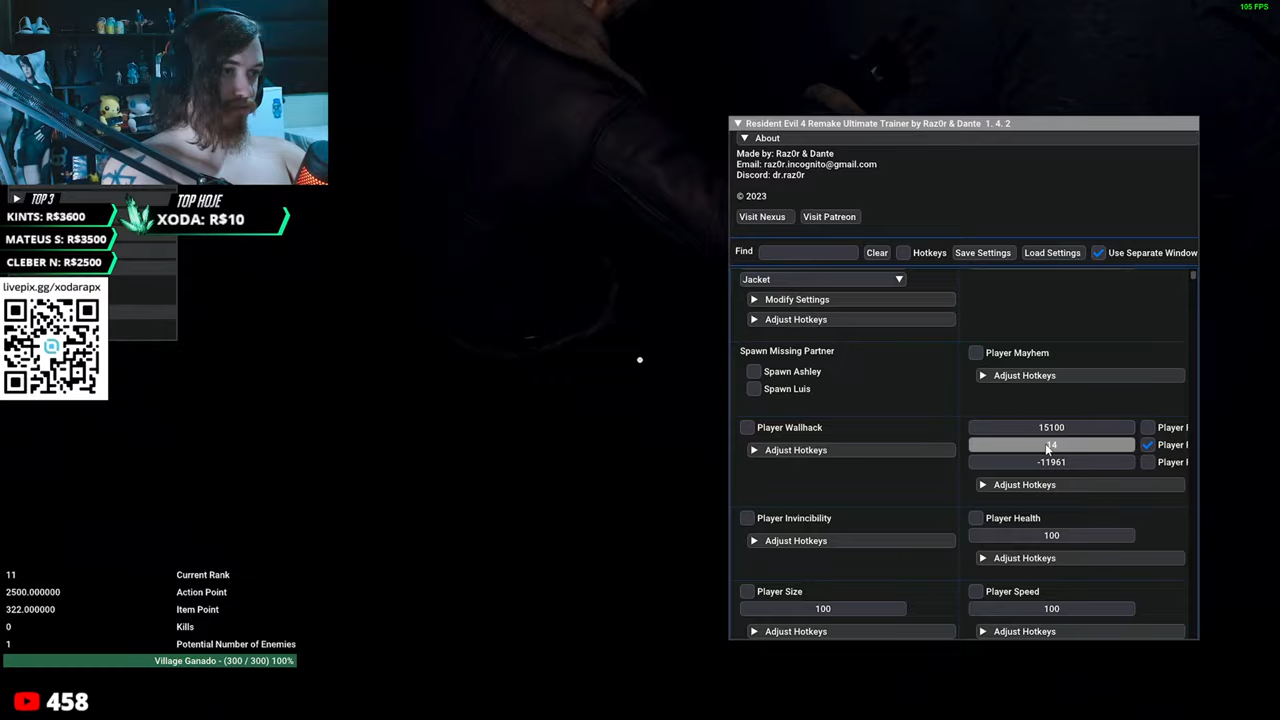 105 FPS
TOP 3
TOP HOJE
KINTS: R$3600
XODA: R$10
MATEUS S: R$3500
CLEBER N: R$2500
livepix.gg/xodarapx
Resident Evil 4 Remake Ultimate Trainer by Raz0r & Dante 1. 4. 2
About
Made by: Raz0r & Dante
Email: raz0r.incognito@gmail.com
Discord: dr.raz0r
© 2023
Visit Nexus
Visit Patreon
Find
Clear
Hotkeys
Save Settings
Load Settings
Use Separate Window
Jacket
Modify Settings
Adjust Hotkeys
Spawn Missing Partner
Spawn Ashley
Spawn Luis
Player Mayhem
Adjust Hotkeys
Player Wallhack
Adjust Hotkeys
15100
Player
14
Player
-11961
Player
Adjust Hotkeys
Player Invincibility
Adjust Hotkeys
Player Health
100
Adjust Hotkeys
Player Size
100
Adjust Hotkeys
Player Speed
100
Adjust Hotkeys
11 Current Rank
2500.000000 Action Point
322.000000 Item Point
0 Kills
1 Potential Number of Enemies
Village Ganado - (300 / 300) 100%
458